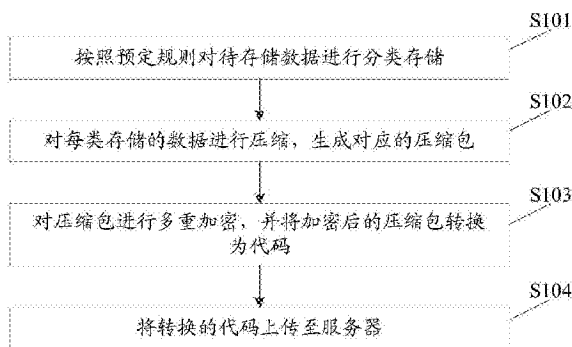 S101
按照预定规则对待存储数据进行分类存储
S102
对每类存储的数据进行压缩，生成对应的压缩包
S103
对压缩包进行多重加密，并将加密后的压缩包转换
为代码
S104
将转换的代码上传至服务器